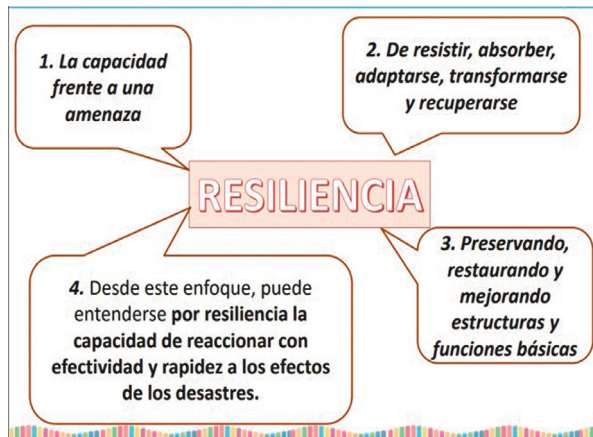 1. La capacidad
frente a una
amenaza
2. De resistir, absorber,
adaptarse, transformarse
y recuperarse
RESILIENCIA
3. Preservando,
restaurando y
mejorando
estructuras y
funciones básicas
4. Desde este enfoque, puede
entenderse por resiliencia la
capacidad de reaccionar con
efectividad y rapidez a los efectos
de los desastres.